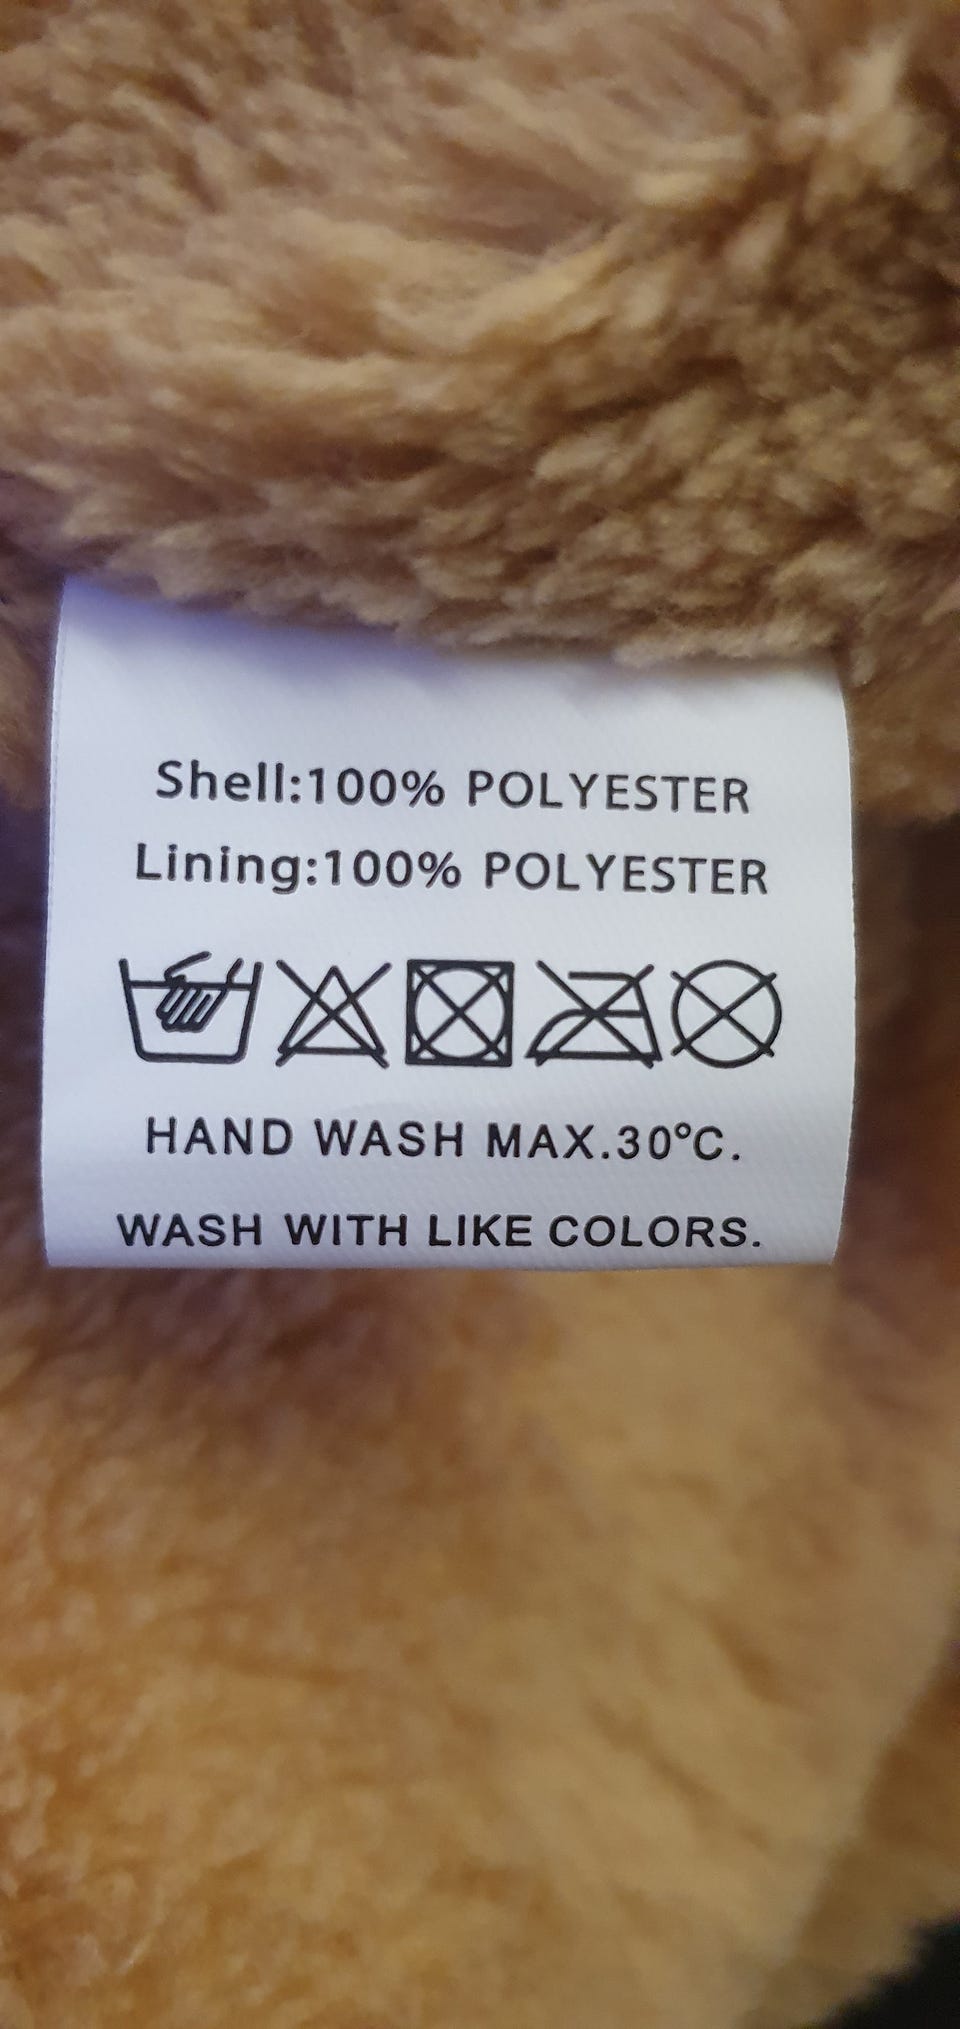 Shell:100% POLYESTER
Lining:100% POLYESTER
HAND WASH MAX.30°C.
WASH WITH LIKE COLORS.